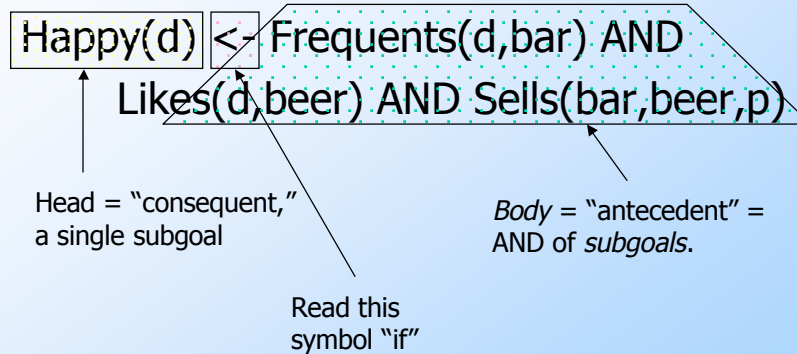 Happy(d) <- Frequents(d,bar) AND
Likes(d,beer) AND Sells(bar,beer,p)
Head = “consequent,”
a single subgoal
Body = “antecedent” =
AND of subgoals.
Read this
symbol “if”